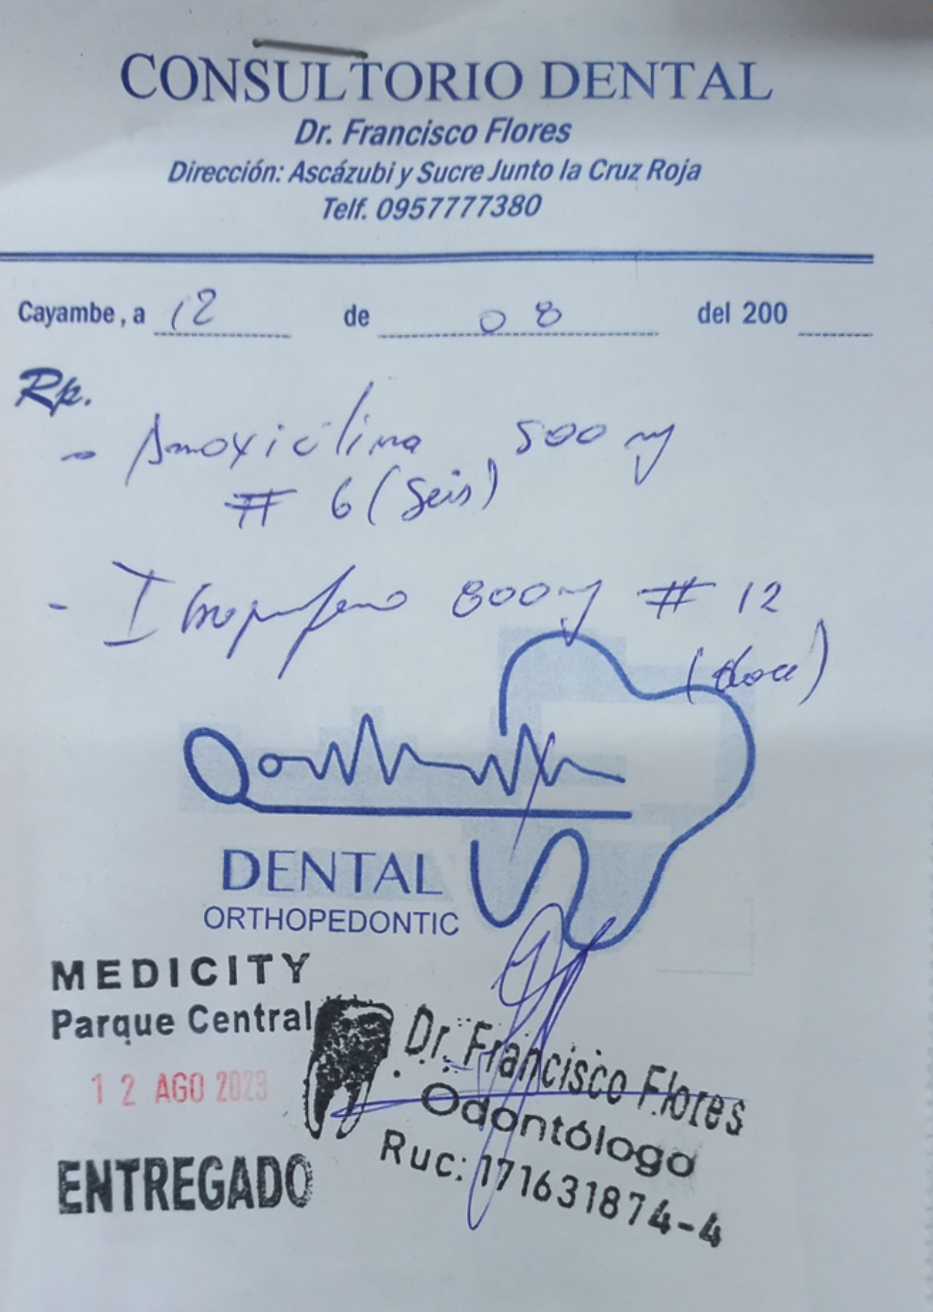 CONSULTORIO DENTAL
Dr. Francisco Flores
Dirección: Ascázubi y Sucre Junto la Cruz Roja
Telf. 0957777380
Cayambe, a 12 de 08 del 200
Rp.
- Amoxicilina 500 mg
# 6 (Seis)
- Ibuprofeno 800 mg # 12
(doce)
DENTAL
ORTHOPEDONTIC
MEDICITY
Parque Central
12 AGO 2023
ENTREGADO
Dr. Francisco Flores
Odontólogo
Ruc: 171631874-4